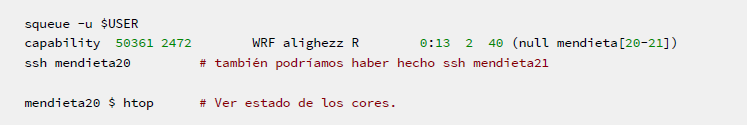 squeue -u $USER
capability  50361 2472        WRF alighezz R       0:13  2  40 (null mendieta[20-21])
ssh mendieta20         # también podríamos haber hecho ssh mendieta21
mendieta20 $ htop      # Ver estado de los cores.